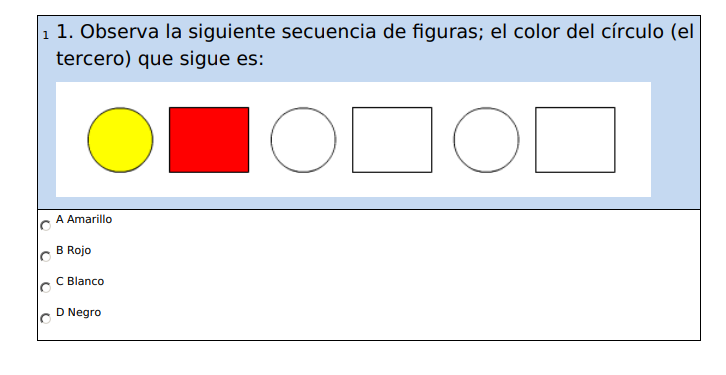 1 1. Observa la siguiente secuencia de figuras; el color del círculo (el
tercero) que sigue es:
A Amarillo
B Rojo
C Blanco
D Negro